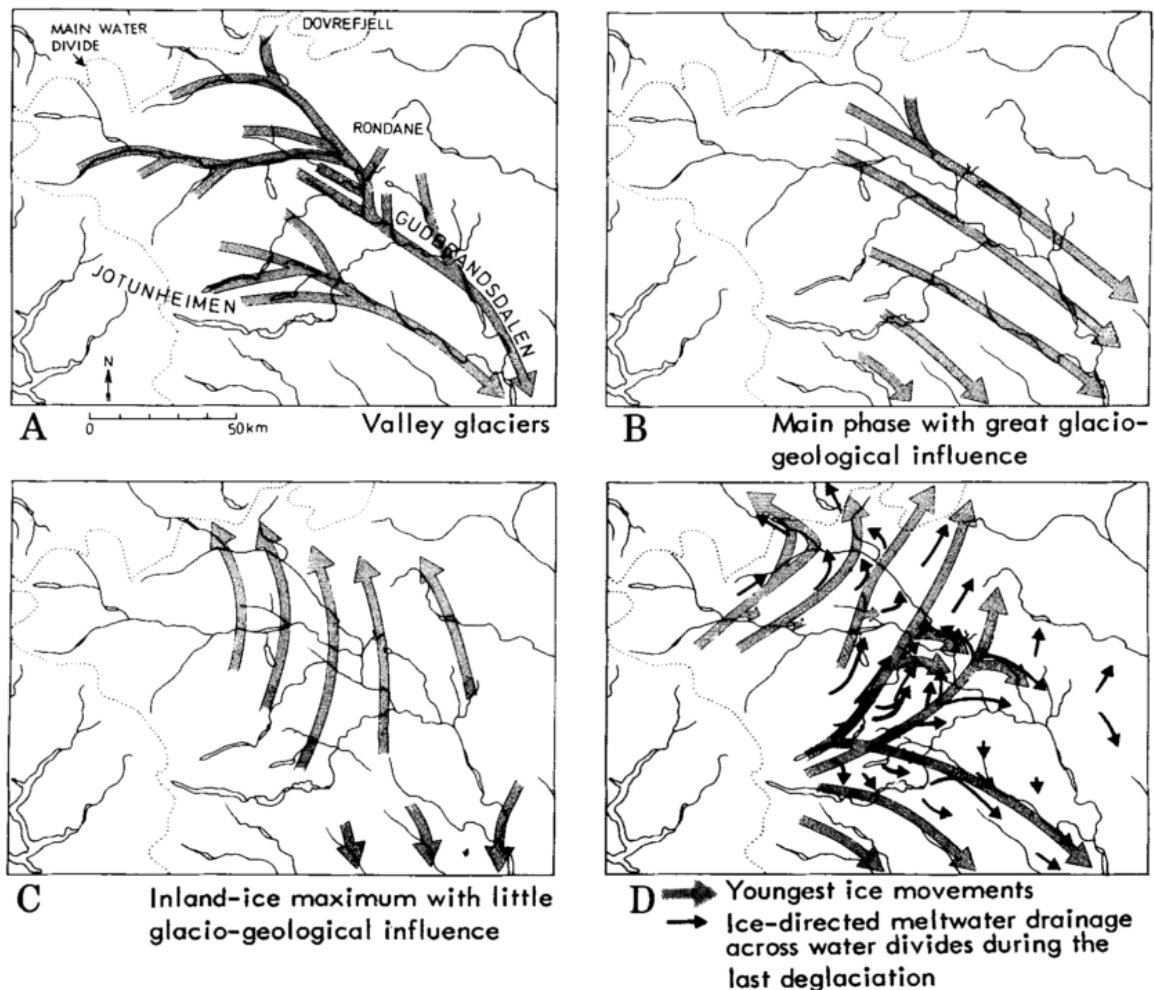 MAIN WATER
DIVIDE
DOVREFJELL
RONDANE
GUDBRANDSDALEN
JOTUNHEIMEN
N
0 50km
A Valley glaciers
B Main phase with great glacio-
geological influence
C Inland-ice maximum with little
glacio-geological influence
D Youngest ice movements
Ice-directed meltwater drainage
across water divides during the
last deglaciation